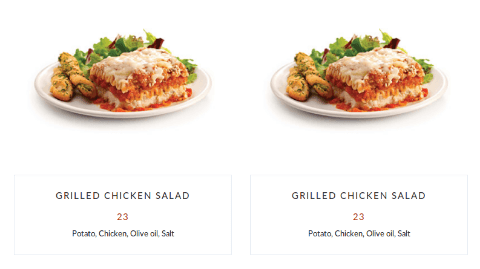 GRILLED CHICKEN SALAD
23
Potato, Chicken, Olive oil, Salt
GRILLED CHICKEN SALAD
23
Potato, Chicken, Olive oil, Salt